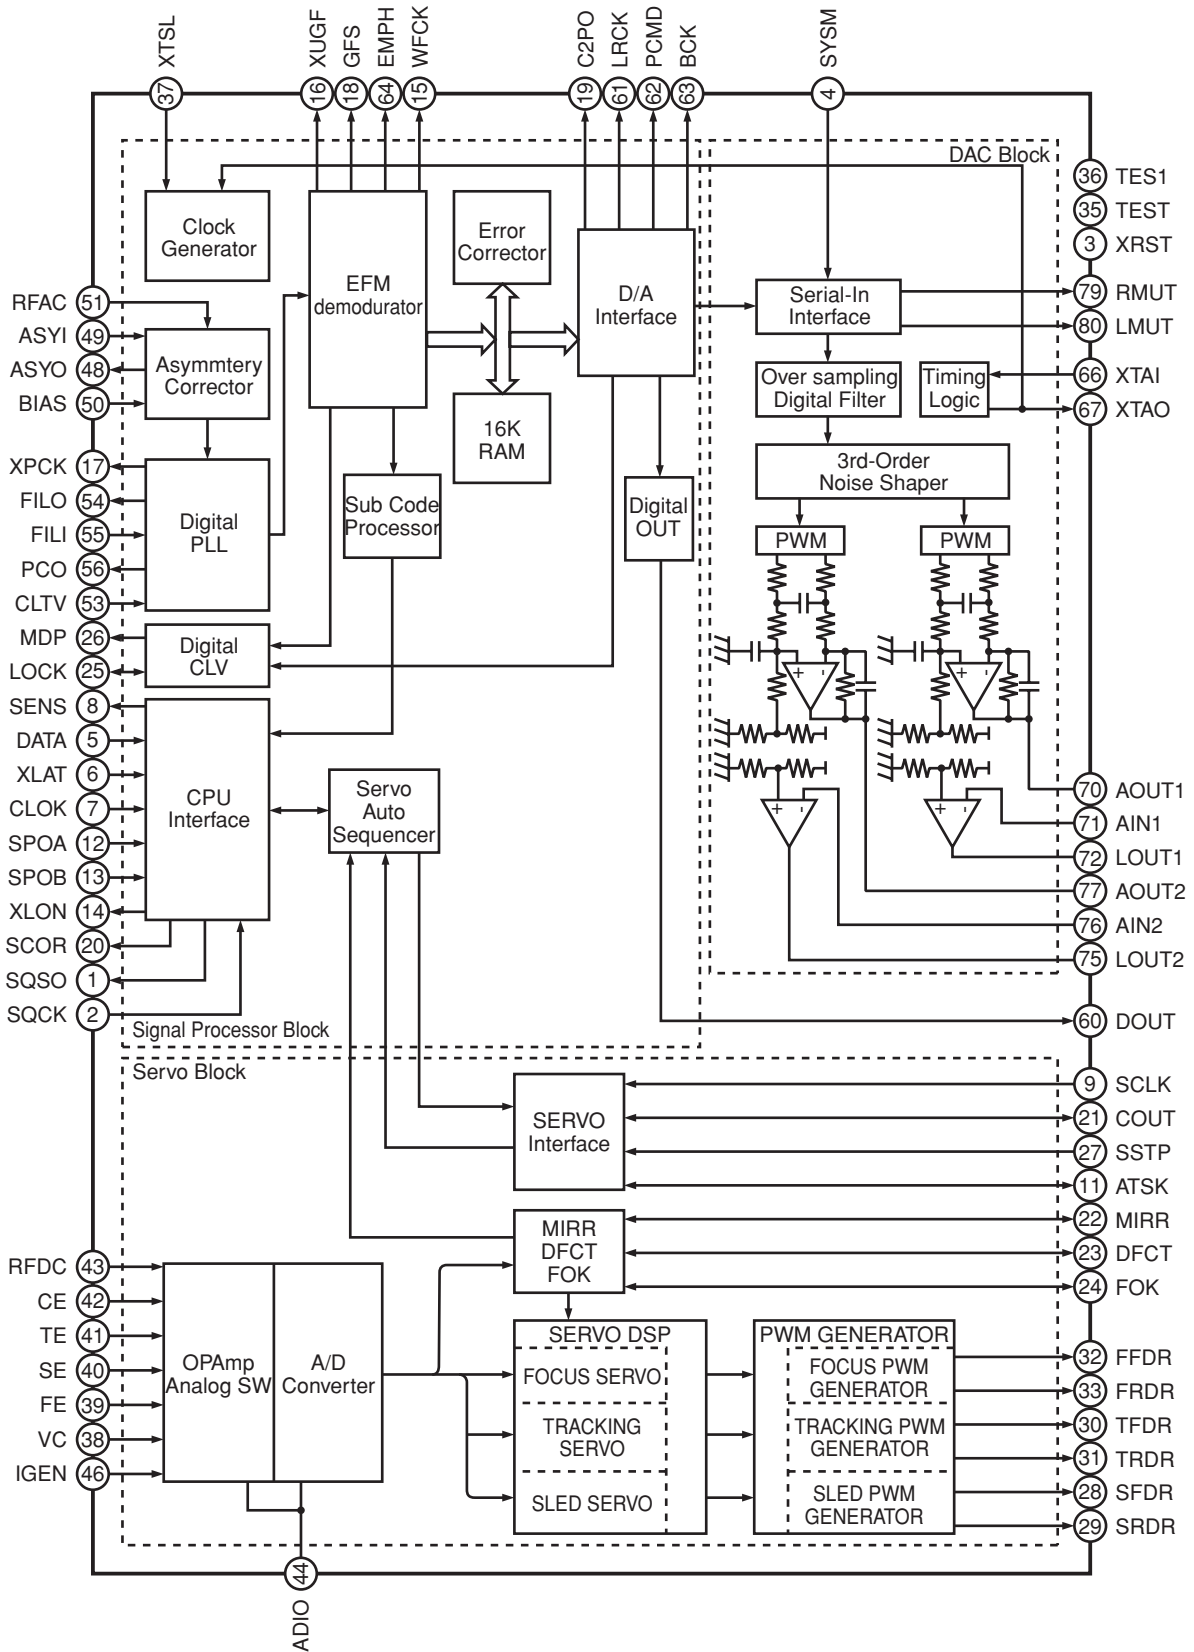 XTSL
XUGF
GFS
EMPH
WFCK
C2PO
LRCK
PCMD
BCK
SYSM
37
16
18
64
15
19
61
62
63
4
DAC Block
36 TES1
35 TEST
3 XRST
79 RMUT
80 LMUT
66 XTAI
67 XTAO
Clock
Generator
EFM
demodurator
Error
Corrector
D/A
Interface
Serial-In
Interface
RFAC 51
ASYI 49
ASYO 48
BIAS 50
Asymmtery
Corrector
16K
RAM
Over sampling
Digital Filter
Timing
Logic
3rd-Order
Noise Shaper
XPCK 17
FILO 54
FILI 55
PCO 56
CLTV 53
Digital
PLL
Sub Code
Processor
Digital
OUT
PWM
PWM
MDP 26
LOCK 25
Digital
CLV
+ -
+ -
SENS 8
DATA 5
XLAT 6
CLOK 7
SPOA 12
SPOB 13
XLON 14
SCOR 20
SQSO 1
SQCK 2
CPU
Interface
Servo
Auto
Sequencer
+ -
+ -
70 AOUT1
71 AIN1
72 LOUT1
77 AOUT2
76 AIN2
75 LOUT2
60 DOUT
Signal Processor Block
Servo Block
SERVO
Interface
9 SCLK
21 COUT
27 SSTP
11 ATSK
MIRR
DFCT
FOK
22 MIRR
23 DFCT
24 FOK
RFDC 43
CE 42
TE 41
SE 40
FE 39
VC 38
IGEN 46
OPAmp
Analog SW
A/D
Converter
SERVO DSP
FOCUS SERVO
TRACKING
SERVO
SLED SERVO
PWM GENERATOR
FOCUS PWM
GENERATOR
TRACKING PWM
GENERATOR
SLED PWM
GENERATOR
32 FFDR
33 FRDR
30 TFDR
31 TRDR
28 SFDR
29 SRDR
44
ADIO